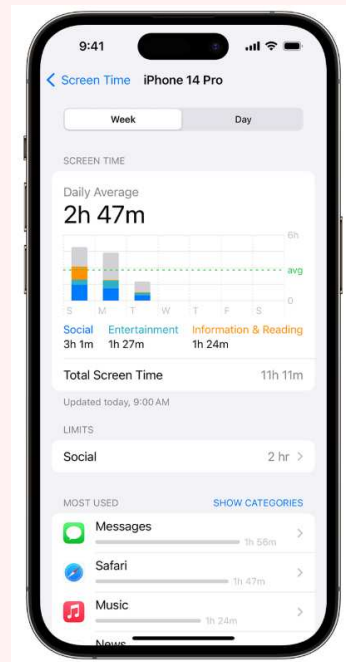 9:41
Screen Time iPhone 14 Pro
Week Day
SCREEN TIME
Daily Average
2h 47m
6h
avg
0
S M T W T F S
Social Entertainment Information & Reading
3h 1m 1h 27m 1h 24m
Total Screen Time 11h 11m
Updated today, 9:00 AM
LIMITS
Social 2 hr
MOST USED SHOW CATEGORIES
Messages
1h 56m
Safari
1h 47m
Music
1h 24m
News